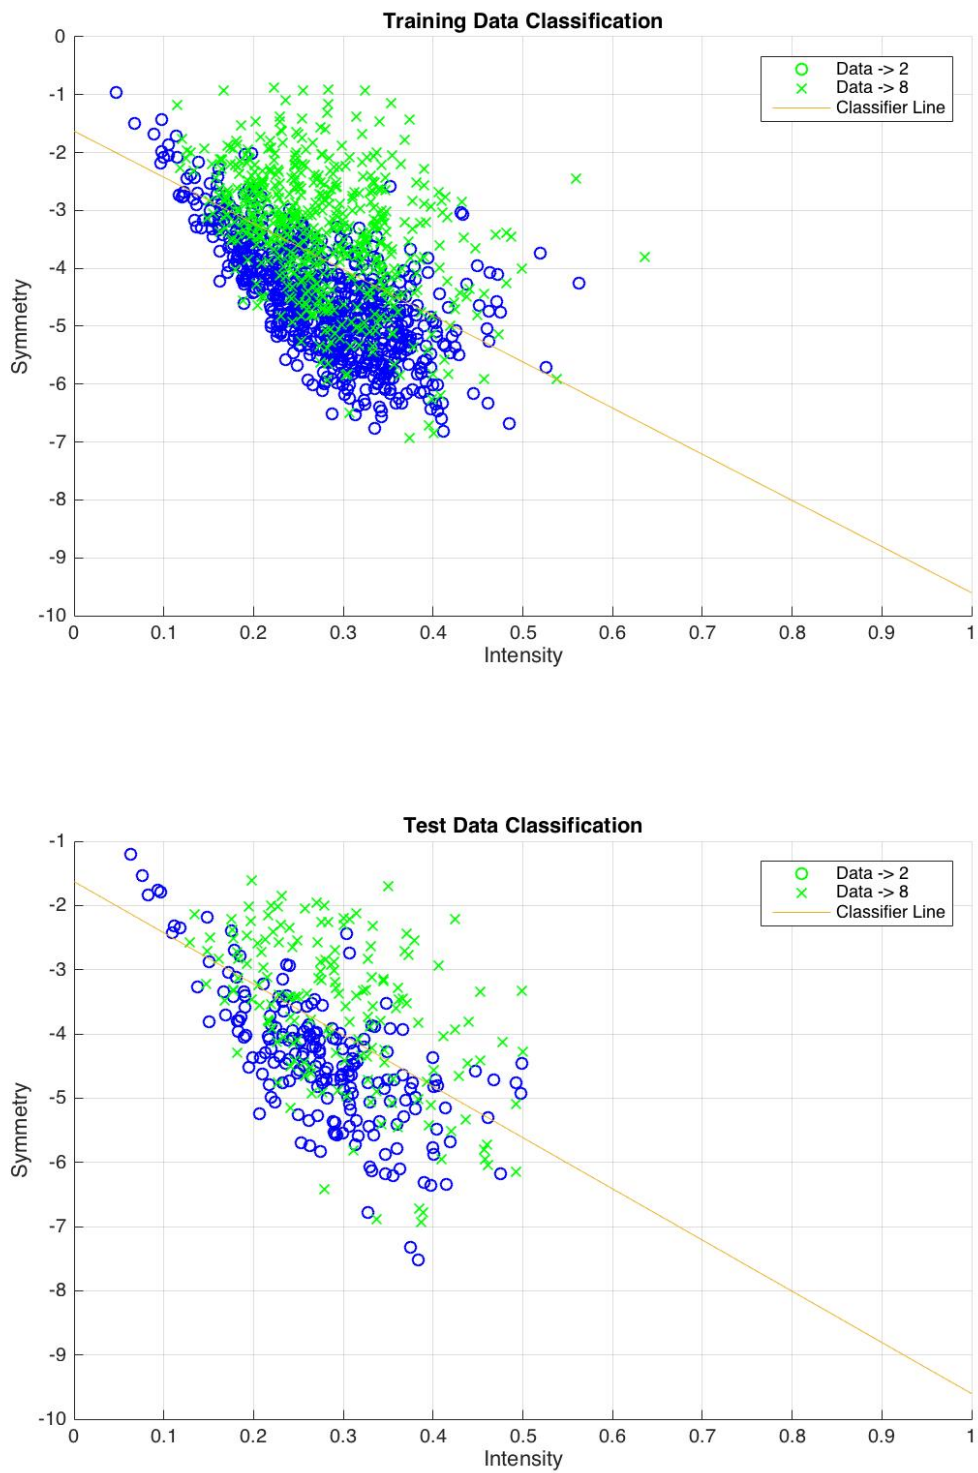 Training Data Classification
0
-1
-2
-3
-4
-5
-6
-7
-8
-9
-10
Symmetry
Data -> 2
Data -> 8
Classifier Line
0 0.1 0.2 0.3 0.4 0.5 0.6 0.7 0.8 0.9 1
Intensity
Test Data Classification
-1
-2
-3
-4
-5
-6
-7
-8
-9
-10
Symmetry
Data -> 2
Data -> 8
Classifier Line
0 0.1 0.2 0.3 0.4 0.5 0.6 0.7 0.8 0.9 1
Intensity